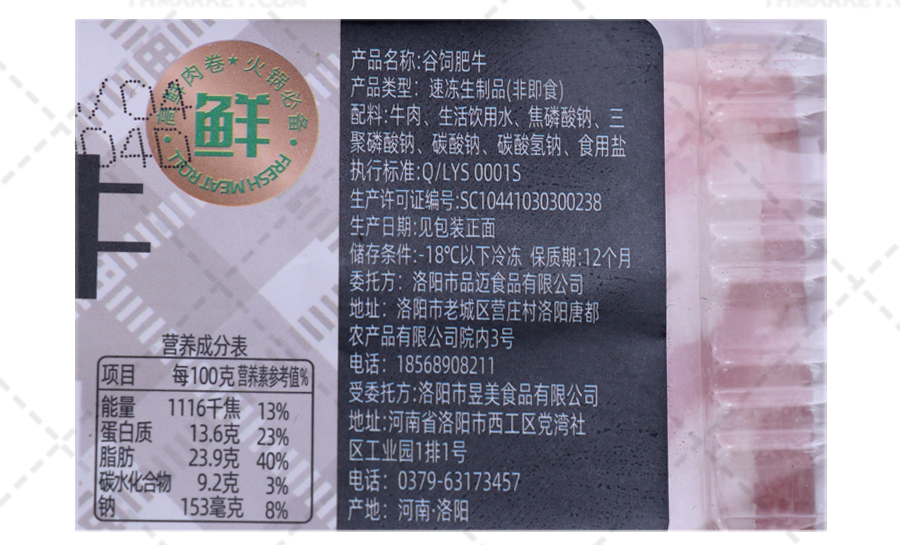 高鲜肉卷★火锅必备
鲜
FRESH MEAT ROLL
营养成分表
项目 每100克 营养素参考值%
能量 1116千焦 13%
蛋白质 13.6克 23%
脂肪 23.9克 40%
碳水化合物 9.2克 3%
钠 153毫克 8%
产品名称:谷饲肥牛
产品类型: 速冻生制品(非即食)
配料:牛肉、生活饮用水、焦磷酸钠、三
聚磷酸钠、碳酸钠、碳酸氢钠、食用盐
执行标准:Q/LYS 0001S
生产许可证编号:SC10441030300238
生产日期:见包装正面
储存条件:-18℃以下冷冻 保质期:12个月
委托方: 洛阳市品迈食品有限公司
地址: 洛阳市老城区营庄村洛阳唐都
农产品有限公司院内3号
电话: 18568908211
受委托方:洛阳市昱美食品有限公司
地址:河南省洛阳市西工区党湾社
区工业园1排1号
电话: 0379-63173457
产地: 河南·洛阳